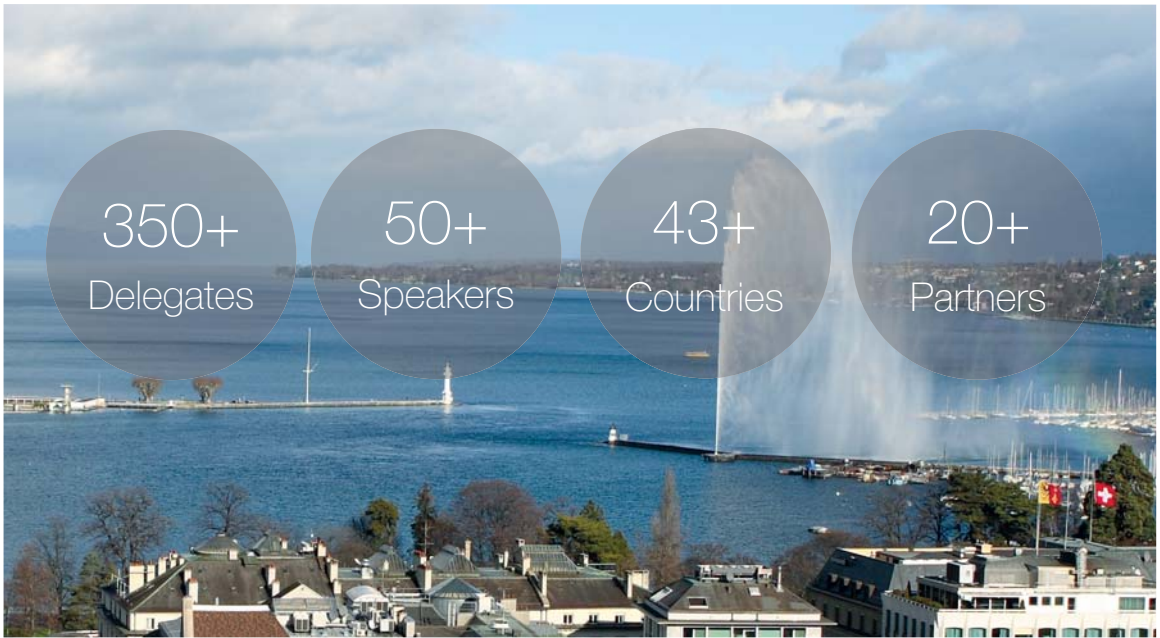 350+
Delegates
50+
Speakers
43+
Countries
20+
Partners